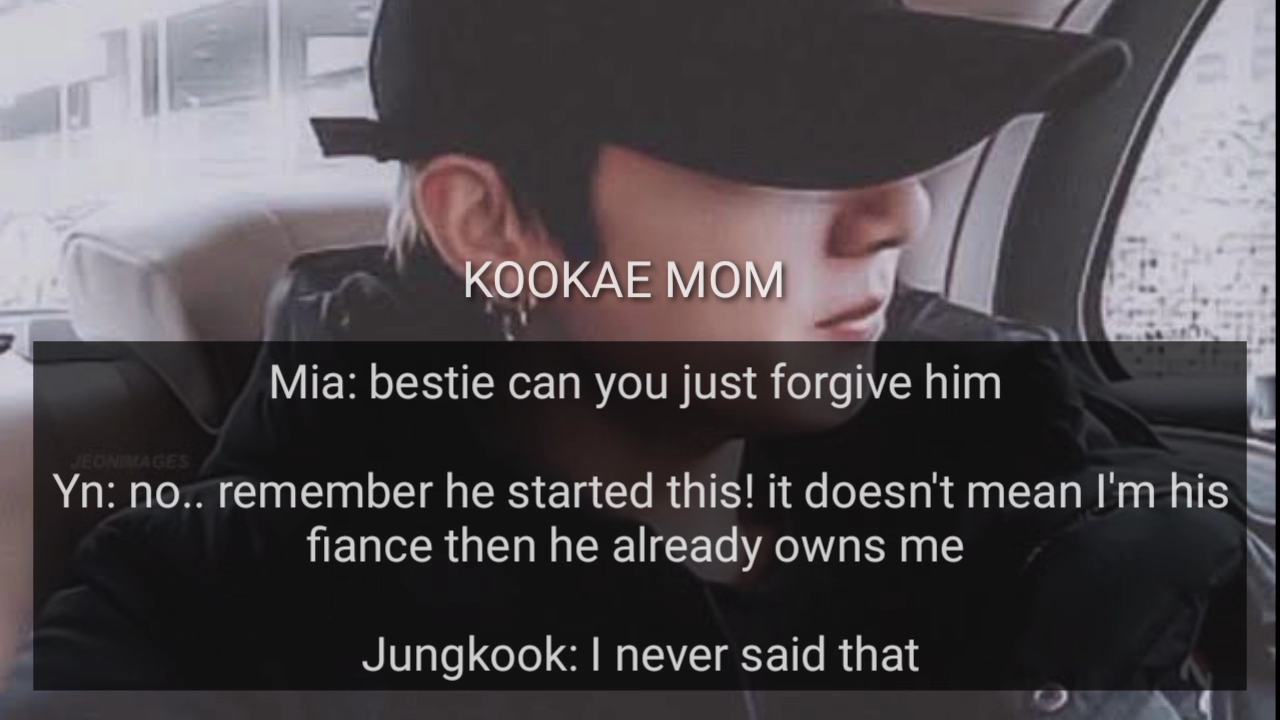 KOOKAE MOM
Mia: bestie can you just forgive him
JEONIMAGES
Yn: no.. remember he started this! it doesn't mean I'm his
fiance then he already owns me
Jungkook: I never said that